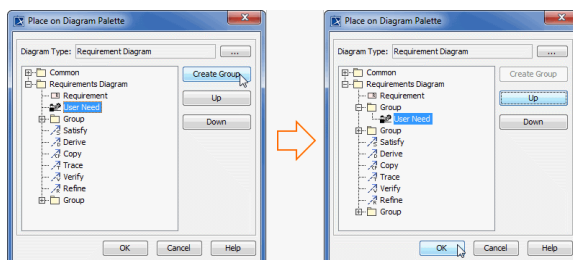 Place on Diagram Palette
Diagram Type: Requirement Diagram ...
Common
Requirements Diagram
Requirement
User Need
Group
Satisfy
Derive
Copy
Trace
Verify
Refine
Group
Create Group
Up
Down
OK Cancel Help
Place on Diagram Palette
Diagram Type: Requirement Diagram ...
Common
Requirements Diagram
Requirement
Group
User Need
Group
Satisfy
Derive
Copy
Trace
Verify
Refine
Group
Create Group
Up
Down
OK Cancel Help